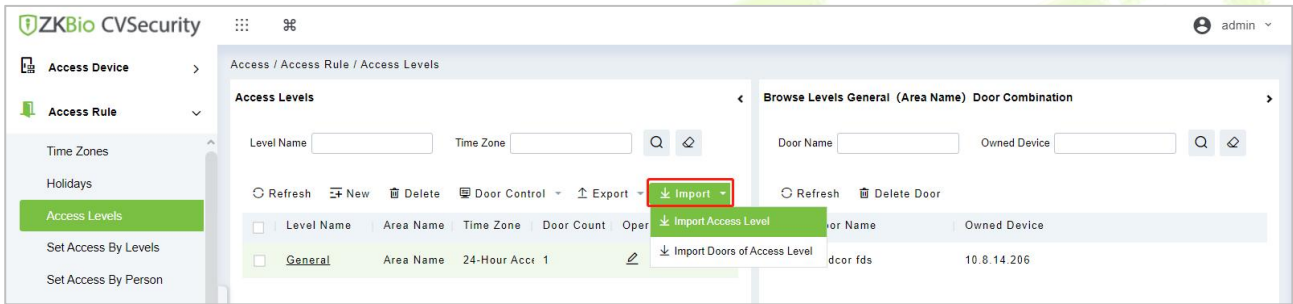 ZKBio CVSecurity
admin
Access Device
Access / Access Rule / Access Levels
Access Rule
Access Levels
Browse Levels General (Area Name) Door Combination
Time Zones
Level Name
Time Zone
Door Name
Owned Device
Holidays
Refresh New Delete Door Control Export Import
Refresh Delete Door
Access Levels
Level Name Area Name Time Zone Door Count Oper
Import Access Level
or Name Owned Device
Set Access By Levels
General Area Name 24-Hour Acce 1
Import Doors of Access Level
dcor fds 10.8.14.206
Set Access By Person